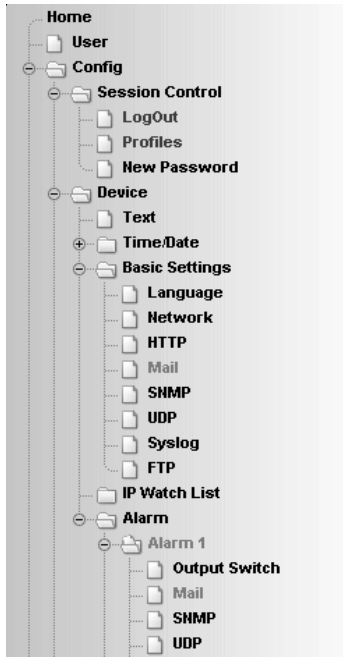 Home
User
Config
Session Control
LogOut
Profiles
New Password
Device
Text
Time/Date
Basic Settings
Language
Network
HTTP
Mail
SNMP
UDP
Syslog
FTP
IP Watch List
Alarm
Alarm 1
Output Switch
Mail
SNMP
UDP